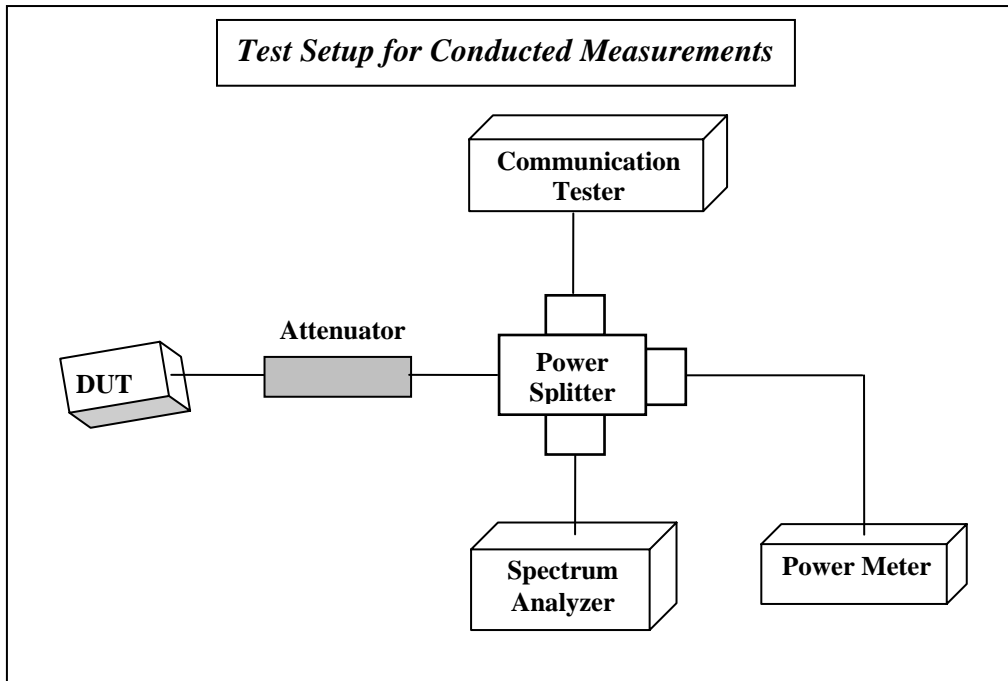 Test Setup for Conducted Measurements
Communication
Tester
Attenuator
DUT
Power
Splitter
Spectrum
Analyzer
Power Meter